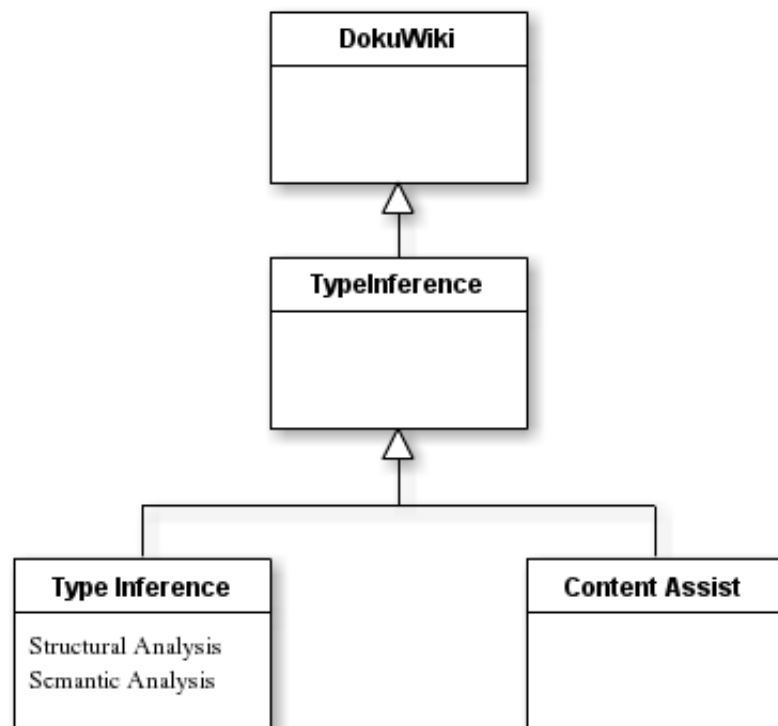 DokuWiki
TypeInference
Type Inference
Content Assist
Structural Analysis
Semantic Analysis